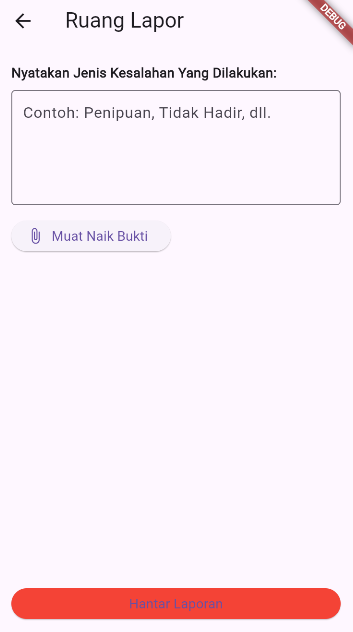 Ruang Lapor
DEBUG
Nyatakan Jenis Kesalahan Yang Dilakukan:
Contoh: Penipuan, Tidak Hadir, dll.
Muat Naik Bukti
Hantar Laporan